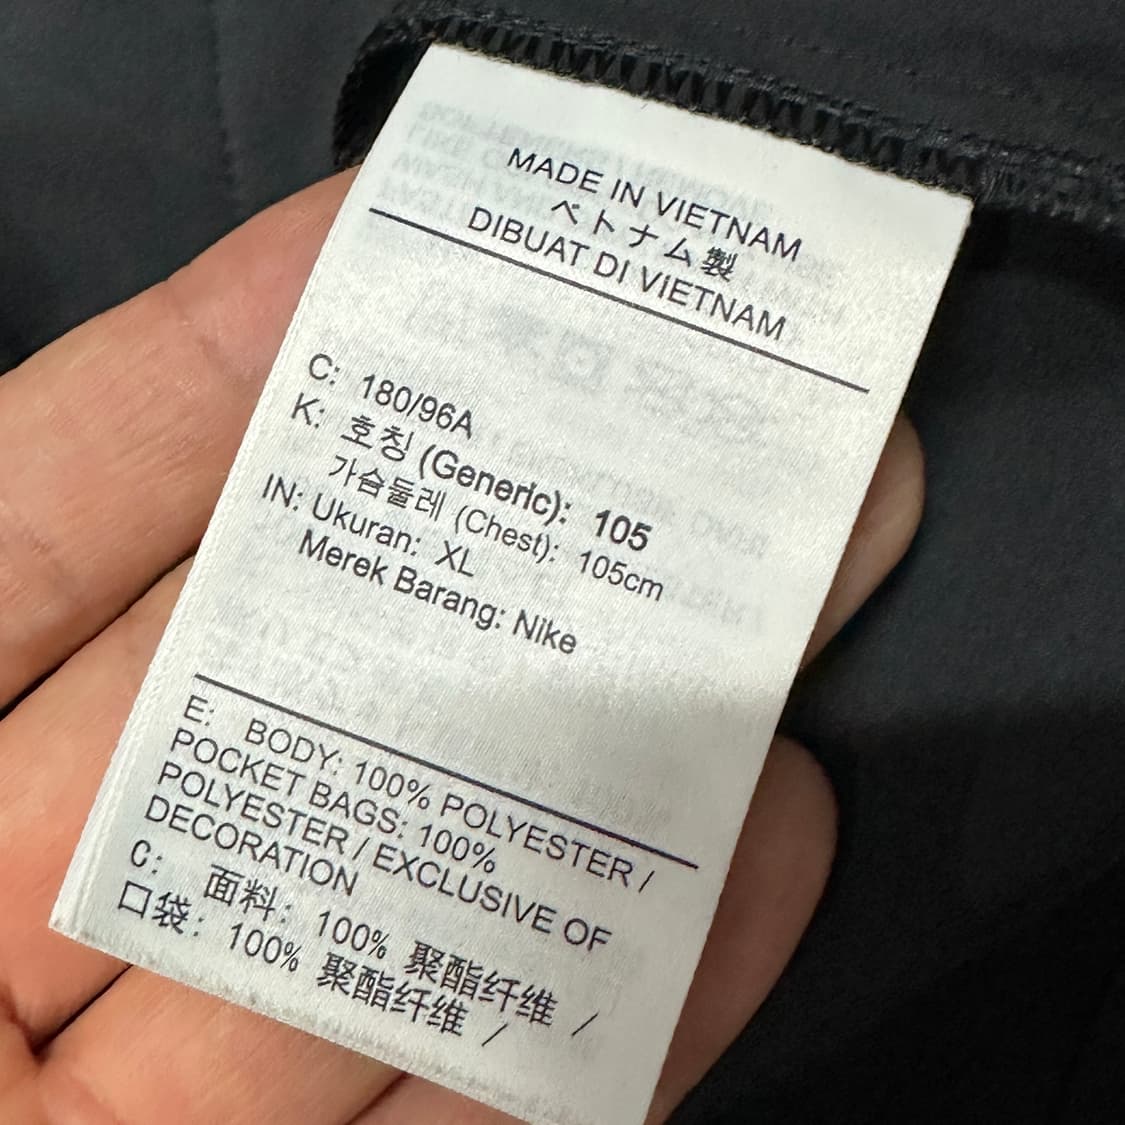 MADE IN VIETNAM
ベトナム製
DIBUAT DI VIETNAM
C: 180/96A
K: 호칭 (Generic): 105
가슴둘레 (Chest): 105cm
IN: Ukuran: XL
Merek Barang: Nike
E: BODY: 100% POLYESTER /
POCKET BAGS: 100%
POLYESTER / EXCLUSIVE OF
DECORATION
C: 面料: 100% 聚酯纤维 /
口袋: 100% 聚酯纤维 /